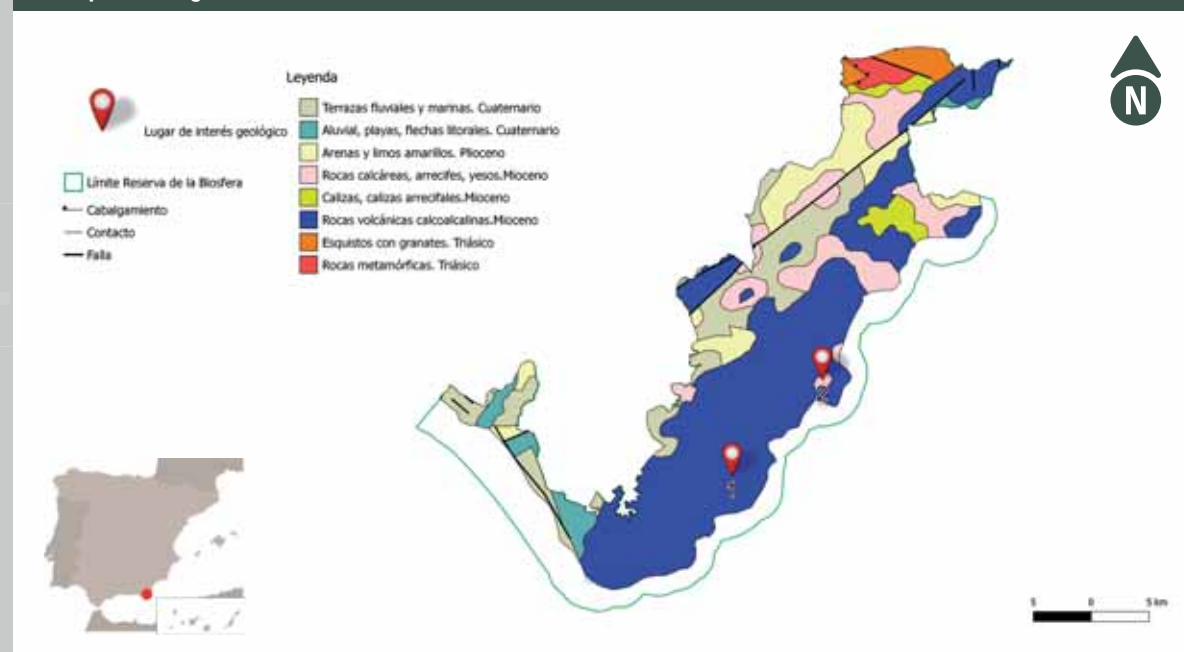 Leyenda
Lugar de interés geológico
Límite Reserva de la Biosfera
Cabalgamiento
Contacto
Falla
Terrazas fluviales y marinas. Cuaternario
Aluvial, playas, flechas litorales. Cuaternario
Arenas y limos amarillos. Plioceno
Rocas calcáreas, arrecifes, yesos.Mioceno
Calizas, calizas arrecifales.Mioceno
Rocas volcánicas calcoalcalinas.Mioceno
Esquistos con granates. Triásico
Rocas metamórficas. Triásico
N
5 0 5 km